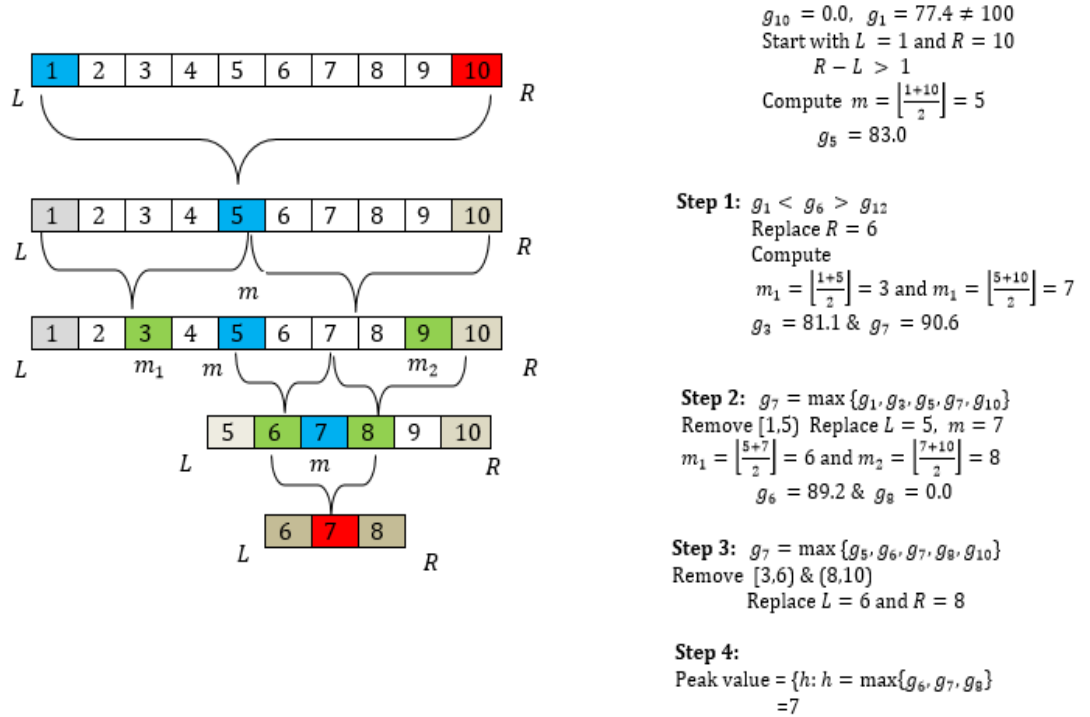 1 2 3 4 5 6 7 8 9 10
L R
1 2 3 4 5 6 7 8 9 10
L R
m
1 2 3 4 5 6 7 8 9 10
L m₁ m m₂ R
5 6 7 8 9 10
L m R
6 7 8
L R
g₁₀ = 0.0, g₁ = 77.4 ≠ 100
Start with L = 1 and R = 10
R − L > 1
Compute m = ⌊(1+10)/2⌋ = 5
g₅ = 83.0
Step 1: g₁ < g₆ > g₁₂
Replace R = 6
Compute
m₁ = ⌊(1+5)/2⌋ = 3 and m₁ = ⌊(5+10)/2⌋ = 7
g₃ = 81.1 & g₇ = 90.6
Step 2: g₇ = max {g₁, g₃, g₅, g₇, g₁₀}
Remove [1,5) Replace L = 5, m = 7
m₁ = ⌊(5+7)/2⌋ = 6 and m₂ = ⌊(7+10)/2⌋ = 8
g₆ = 89.2 & g₈ = 0.0
Step 3: g₇ = max {g₅, g₆, g₇, g₈, g₁₀}
Remove [3,6) & (8,10)
Replace L = 6 and R = 8
Step 4:
Peak value = {h: h = max{g₆, g₇, g₈}
=7